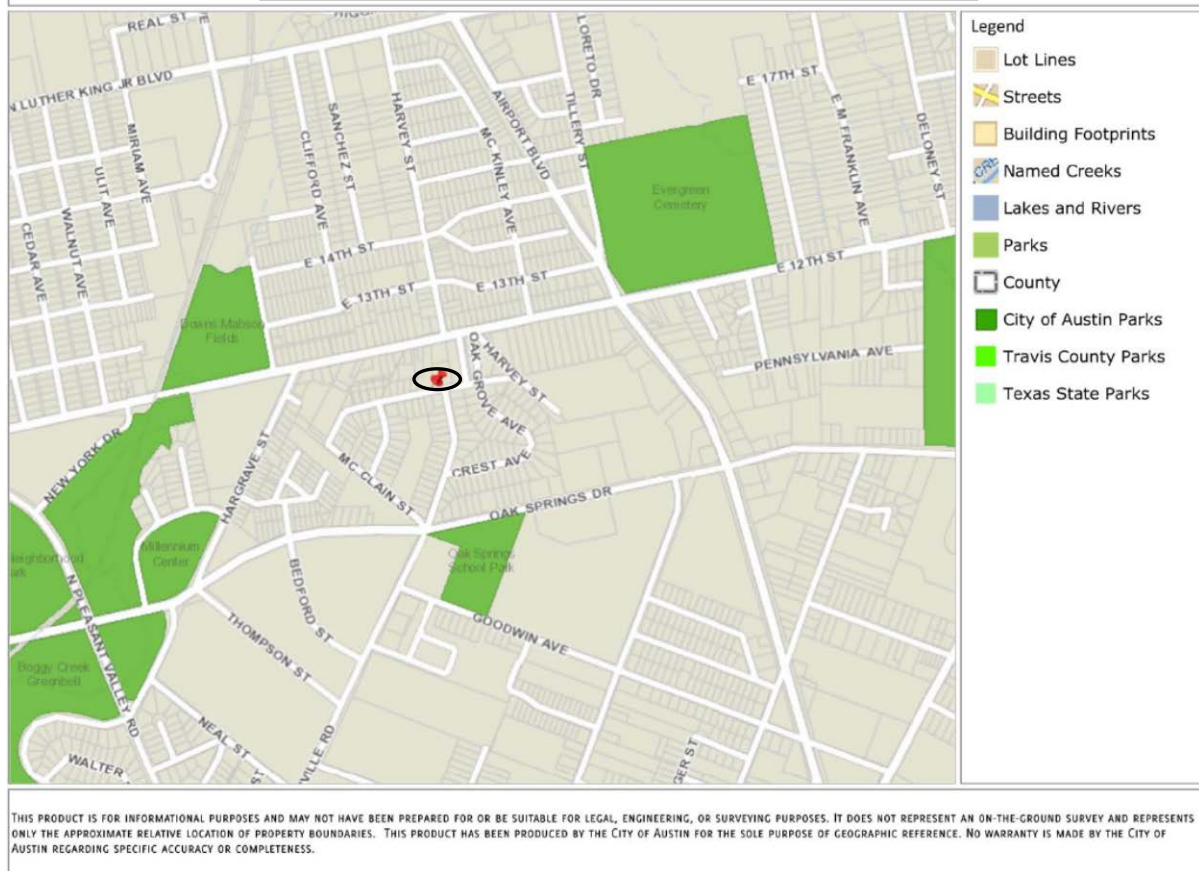 REAL ST
N LUTHER KING JR BLVD
MIRIAM AVE
ULIT AVE
WALNUT AVE
CEDAR AVE
CLIFFORD AVE
SANCHEZ ST
HARVEY ST
MC KINLEY AVE
AIRPORT BLVD
LORETO DR
TILLERY ST
E 17TH ST
E M FRANKLIN AVE
DELONEY ST
Evergreen
Cemetery
E 14TH ST
E 13TH ST
E 13TH ST
E 12TH ST
Downs Mabson
Fields
OAK GROVE AVE
HARVEY ST
PENNSYLVANIA AVE
NEW YORK DR
HARGRAVE ST
MC CLAIN ST
CREST AVE
OAK SPRINGS DR
Millennium
Center
Oak Springs
School Park
eighborhood
ark
N PLEASANT VALLEY RD
BEDFORD ST
THOMPSON ST
GOODWIN AVE
Boggy Creek
Greenbelt
NEAL ST
WALTER
ST
VILLE RD
GER ST
Legend
Lot Lines
Streets
Building Footprints
CRE
Named Creeks
Lakes and Rivers
Parks
County
City of Austin Parks
Travis County Parks
Texas State Parks
THIS PRODUCT IS FOR INFORMATIONAL PURPOSES AND MAY NOT HAVE BEEN PREPARED FOR OR BE SUITABLE FOR LEGAL, ENGINEERING, OR SURVEYING PURPOSES. IT DOES NOT REPRESENT AN ON-THE-GROUND SURVEY AND REPRESENTS
ONLY THE APPROXIMATE RELATIVE LOCATION OF PROPERTY BOUNDARIES. THIS PRODUCT HAS BEEN PRODUCED BY THE CITY OF AUSTIN FOR THE SOLE PURPOSE OF GEOGRAPHIC REFERENCE. NO WARRANTY IS MADE BY THE CITY OF
AUSTIN REGARDING SPECIFIC ACCURACY OR COMPLETENESS.